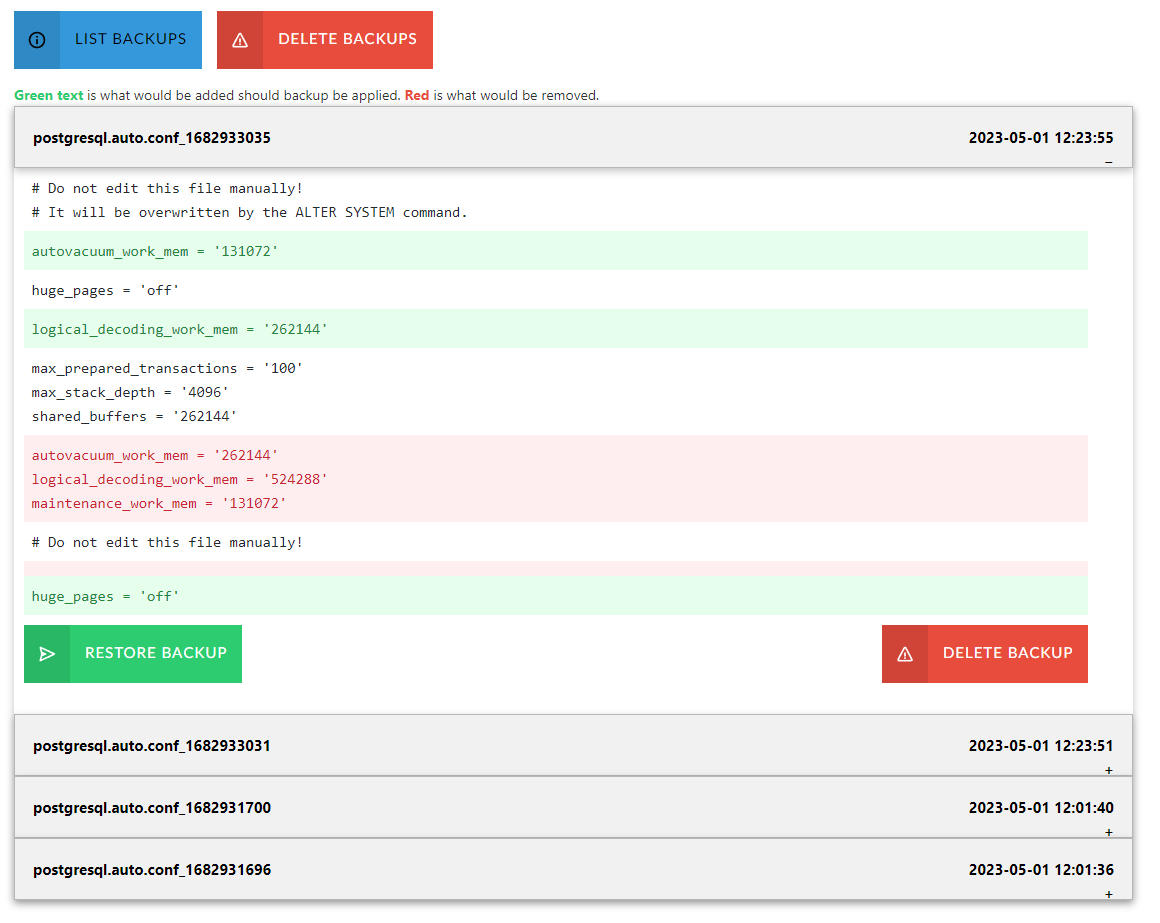 LIST BACKUPS
DELETE BACKUPS
Green text is what would be added should backup be applied. Red is what would be removed.
postgresql.auto.conf_1682933035 2023-05-01 12:23:55
–
# Do not edit this file manually!
# It will be overwritten by the ALTER SYSTEM command.
autovacuum_work_mem = '131072'
huge_pages = 'off'
logical_decoding_work_mem = '262144'
max_prepared_transactions = '100'
max_stack_depth = '4096'
shared_buffers = '262144'
autovacuum_work_mem = '262144'
logical_decoding_work_mem = '524288'
maintenance_work_mem = '131072'
# Do not edit this file manually!
huge_pages = 'off'
RESTORE BACKUP
DELETE BACKUP
postgresql.auto.conf_1682933031 2023-05-01 12:23:51
+
postgresql.auto.conf_1682931700 2023-05-01 12:01:40
+
postgresql.auto.conf_1682931696 2023-05-01 12:01:36
+